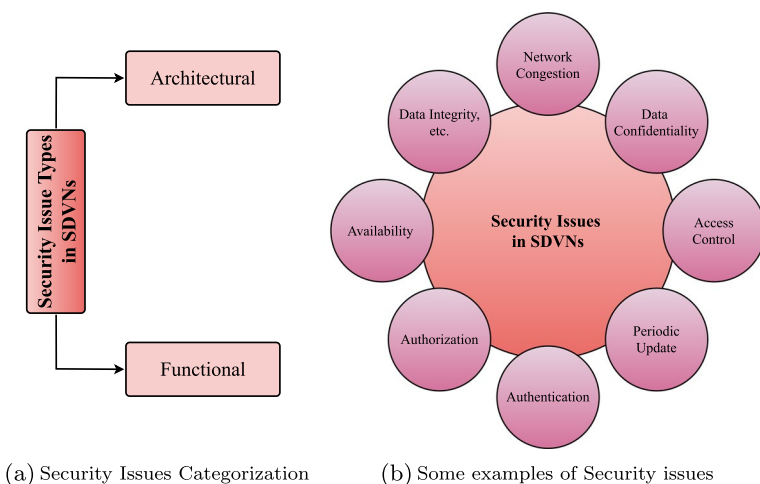 Architectural
Security Issue Types
in SDVNs
Functional
(a) Security Issues Categorization
Network
Congestion
Data
Confidentiality
Access
Control
Periodic
Update
Authentication
Authorization
Availability
Data Integrity,
etc.
Security Issues
in SDVNs
(b) Some examples of Security issues